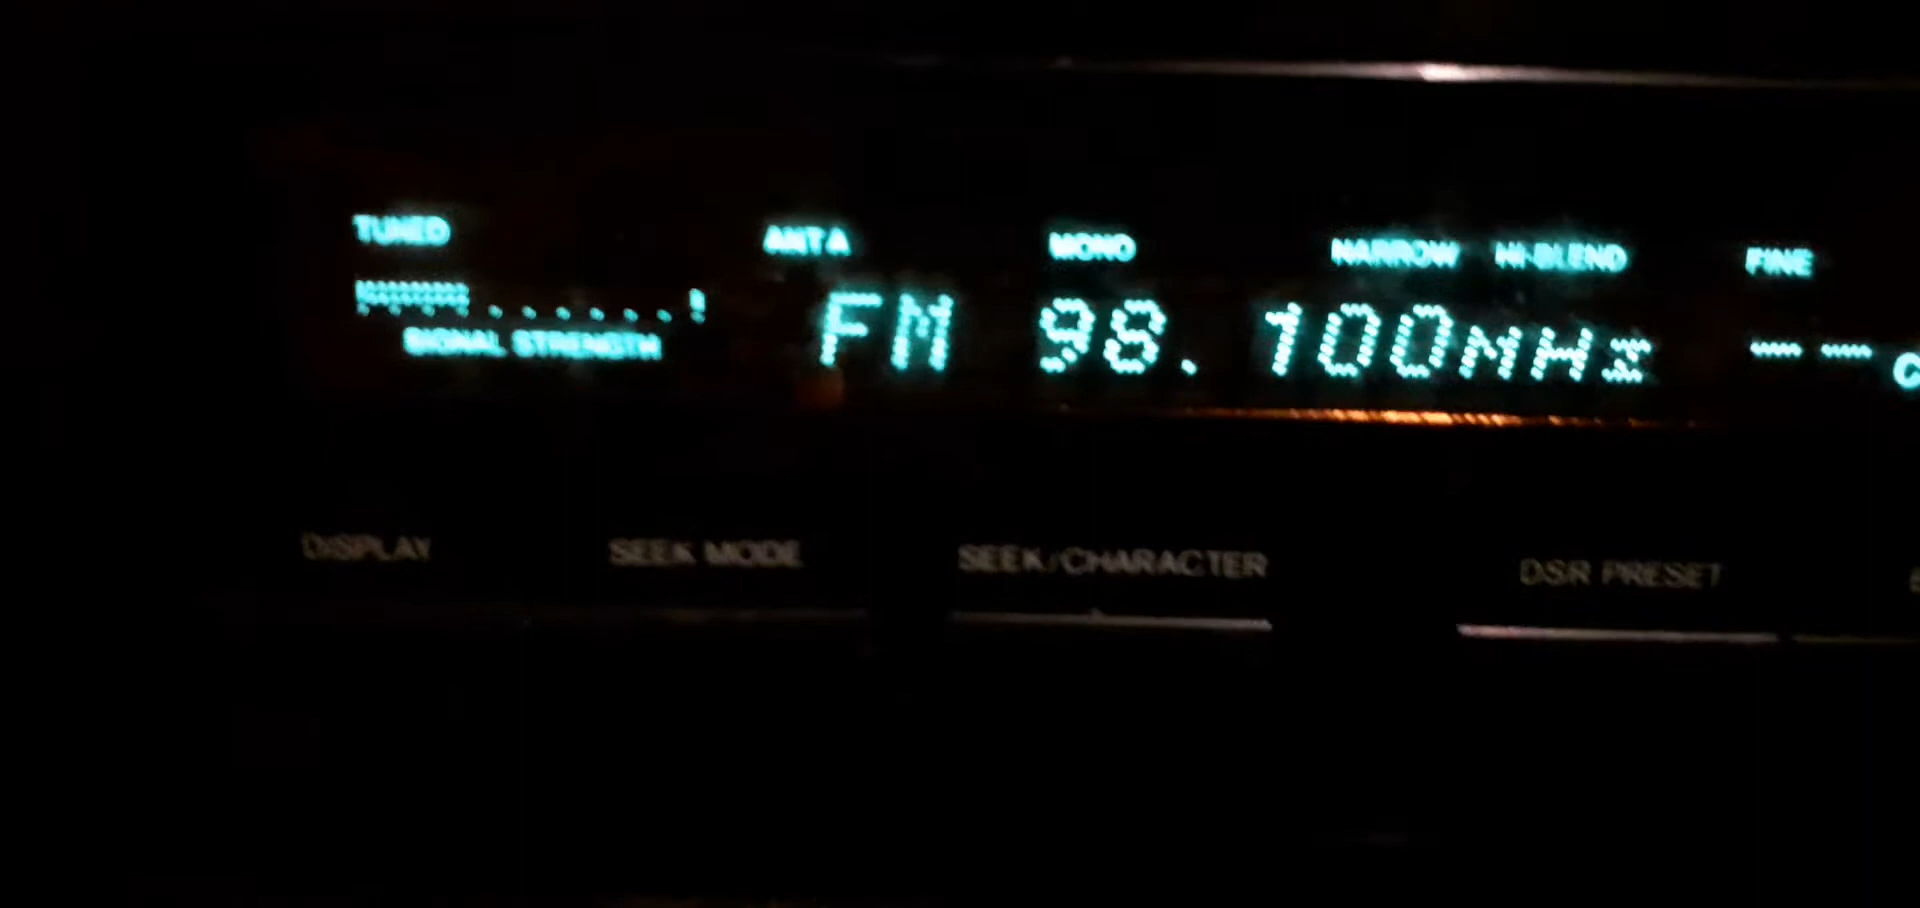 TUNED ANT A MONO NARROW HI-BLEND FINE
FM 98.100MHz -- --
SIGNAL STRENGTH
DISPLAY SEEK MODE SEEK/CHARACTER DSR PRESET